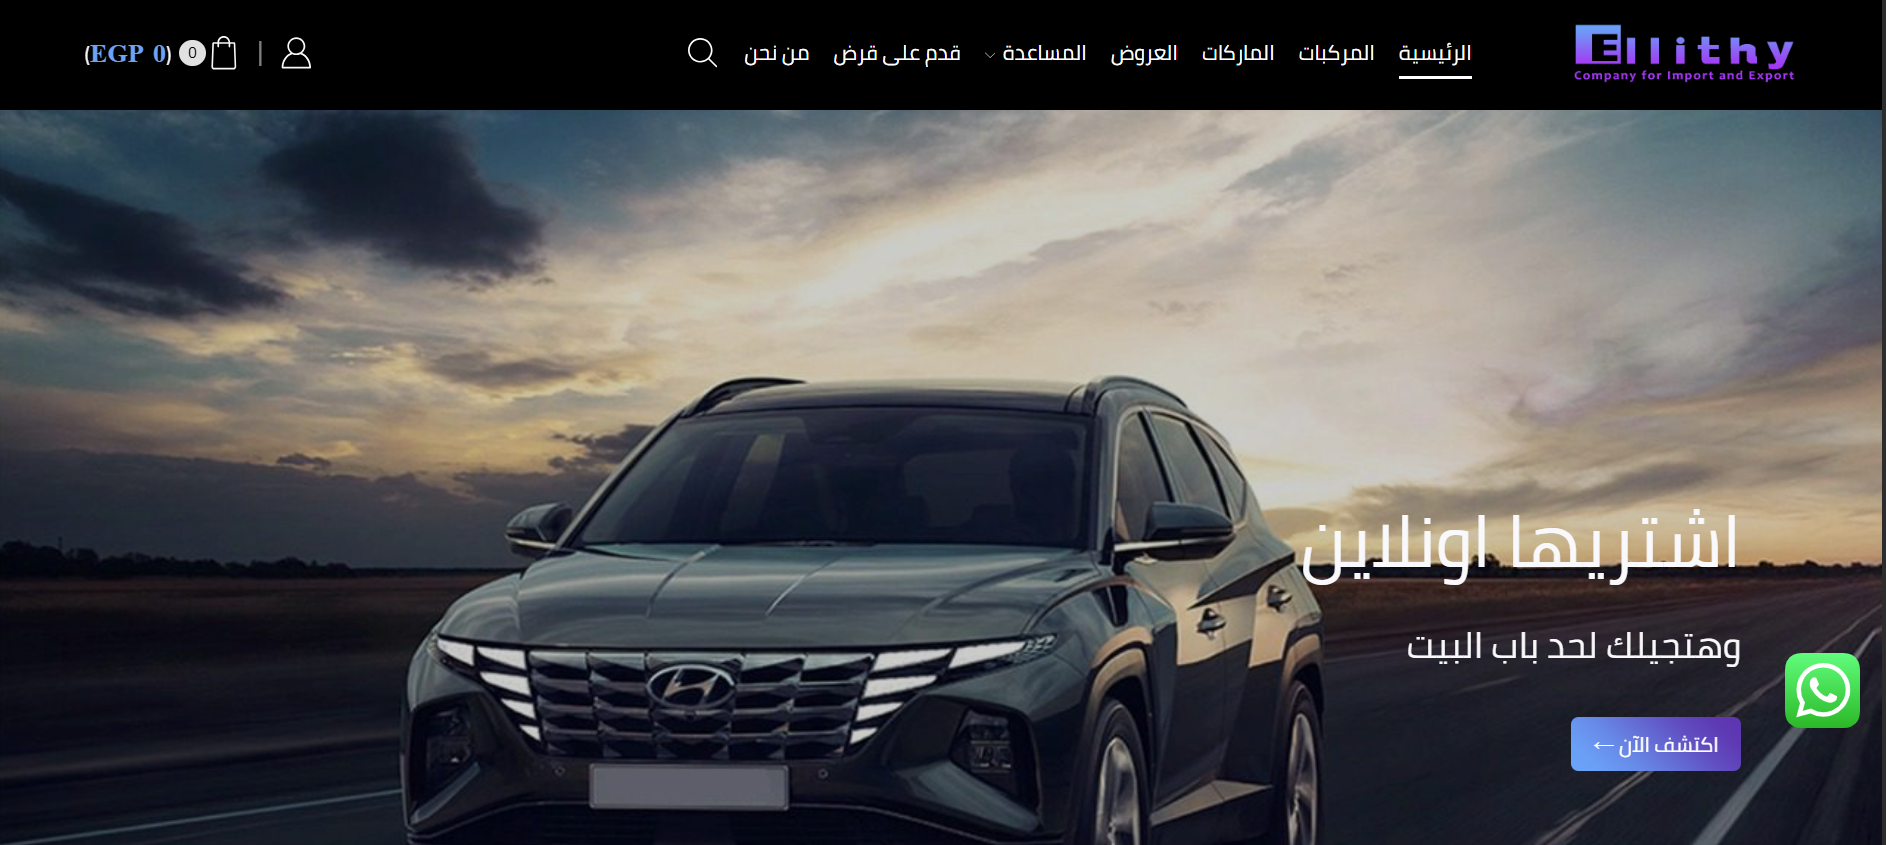 Ellithy
Company for Import and Export
الرئيسية
المركبات
الماركات
العروض
المساعدة
قدم على قرض
من نحن
0 (EGP 0)
اشتريها اونلاين
وهتجيلك لحد باب البيت
اكتشف الآن ←